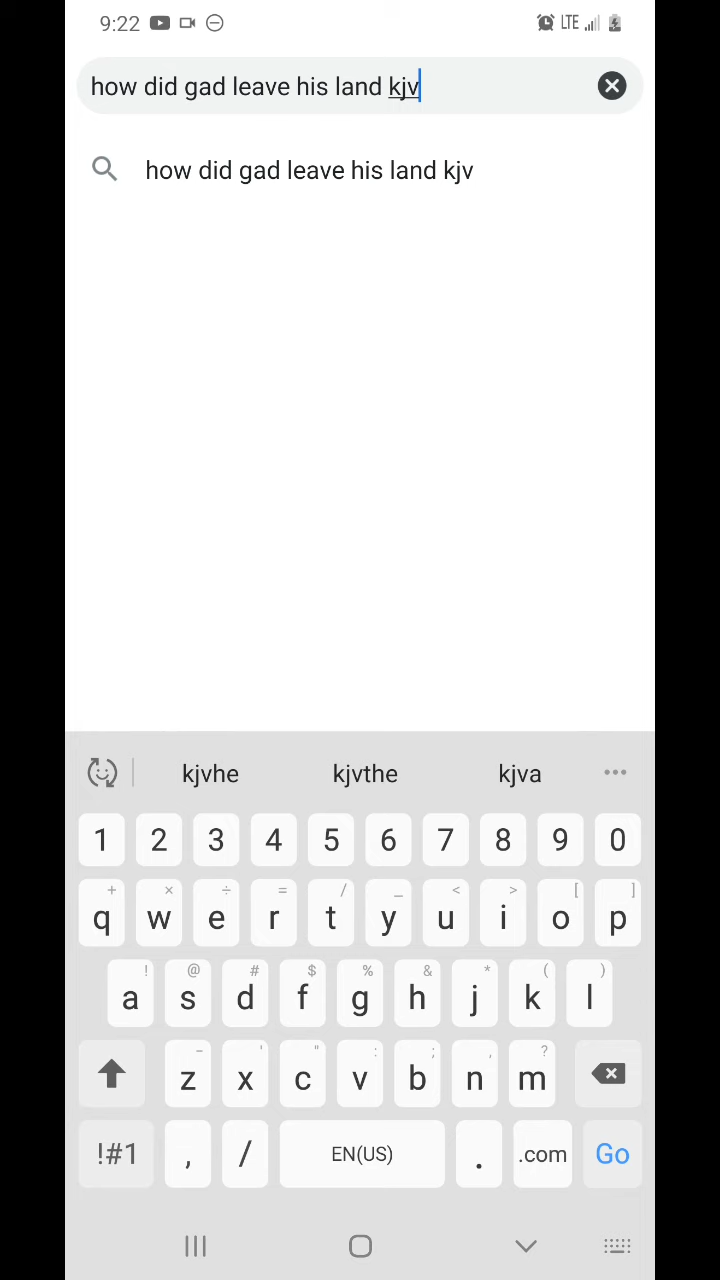 9:22 LTE
how did gad leave his land kjv
how did gad leave his land kjv
kjvhe kjvthe kjva •••
1 2 3 4 5 6 7 8 9 0
+ × ÷ = / _ < > [ ]
q w e r t y u i o p
! @ # $ % & * ( )
a s d f g h j k l
- ' " : ; , ?
z x c v b n m
!#1 , / EN(US) . .com Go